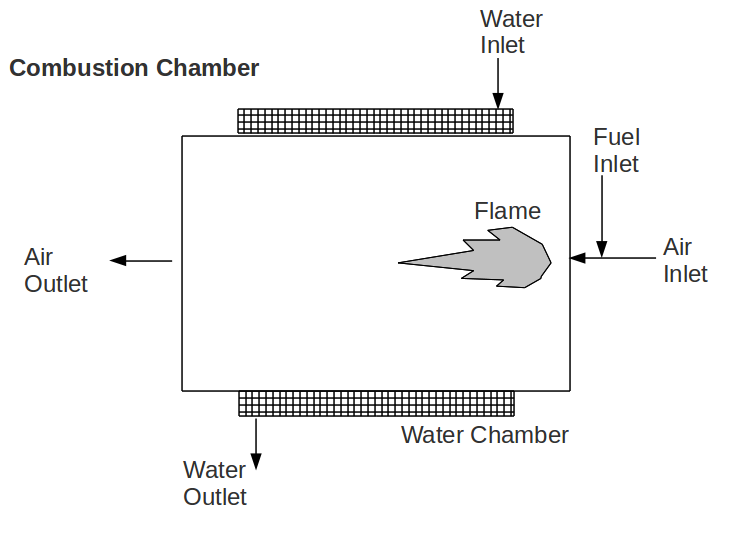 Water
Inlet
Combustion Chamber
Fuel
Inlet
Flame
Air
Inlet
Air
Outlet
Water Chamber
Water
Outlet